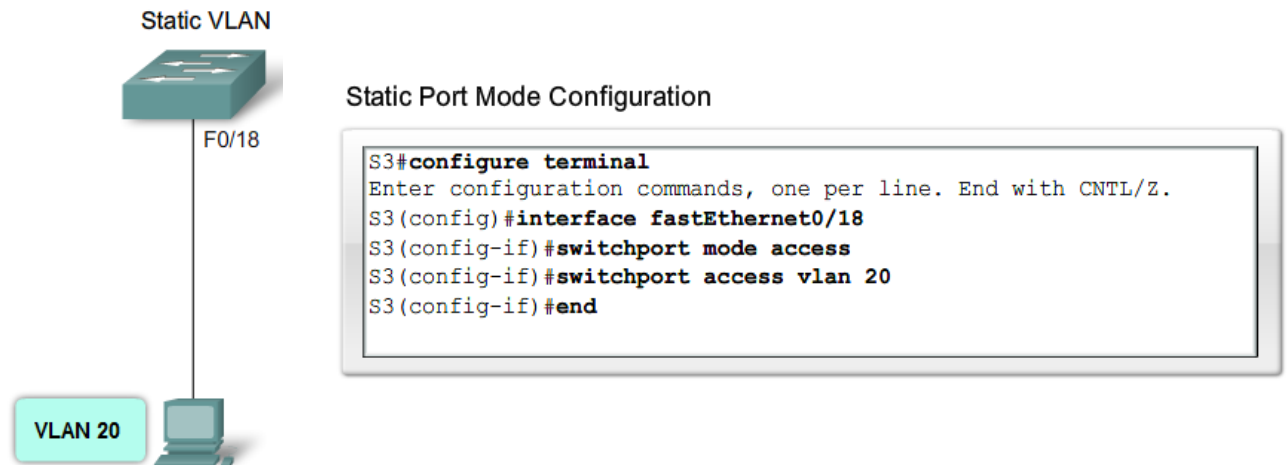 Static VLAN
F0/18
VLAN 20
Static Port Mode Configuration
S3#configure terminal
Enter configuration commands, one per line. End with CNTL/Z.
S3(config)#interface fastEthernet0/18
S3(config-if)#switchport mode access
S3(config-if)#switchport access vlan 20
S3(config-if)#end